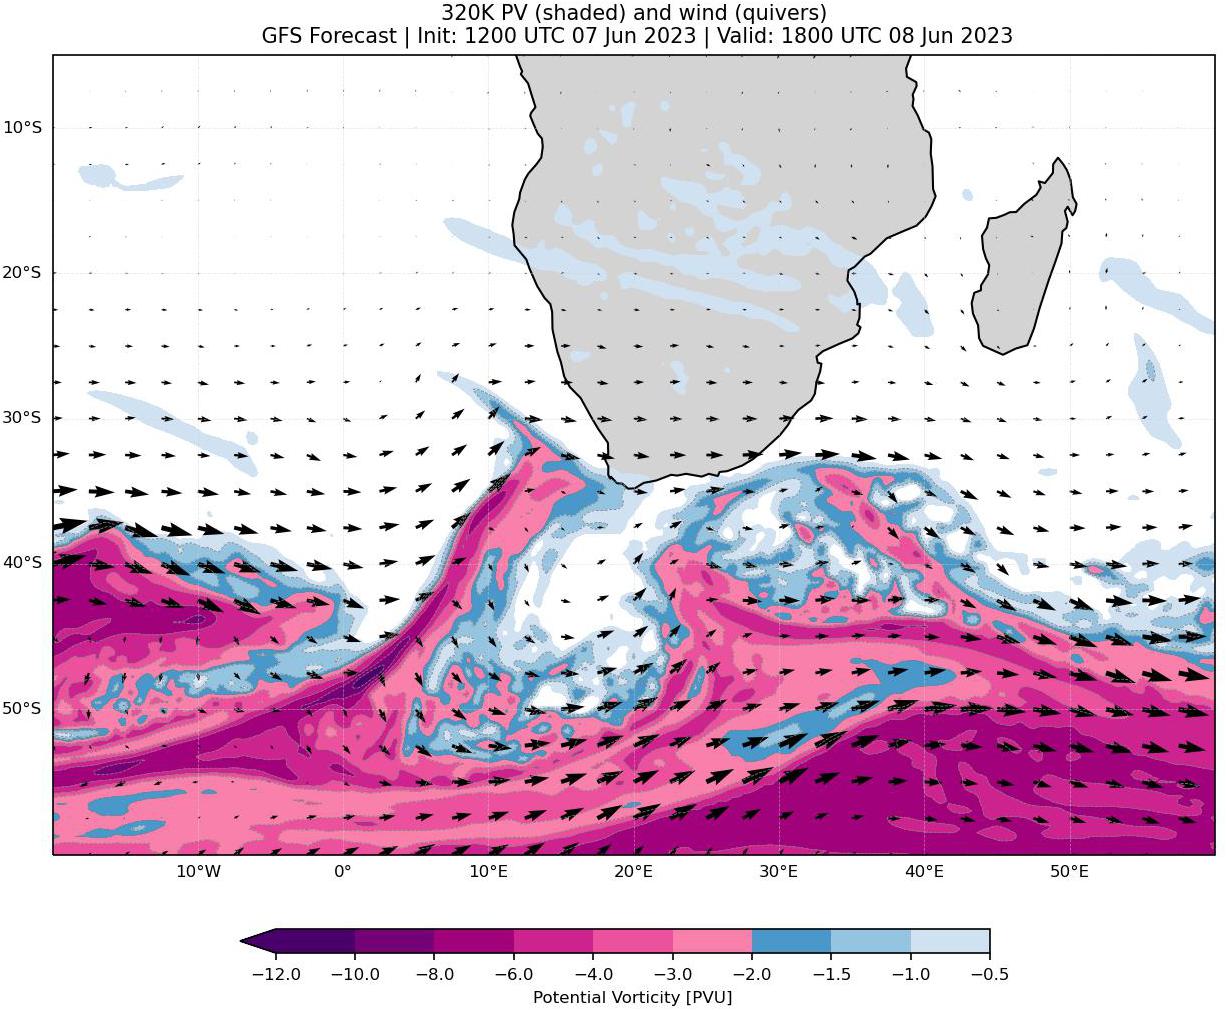 320K PV (shaded) and wind (quivers)
GFS Forecast | Init: 1200 UTC 07 Jun 2023 | Valid: 1800 UTC 08 Jun 2023
10°S
20°S
30°S
40°S
50°S
10°W 0° 10°E 20°E 30°E 40°E 50°E
−12.0 −10.0 −8.0 −6.0 −4.0 −3.0 −2.0 −1.5 −1.0 −0.5
Potential Vorticity [PVU]